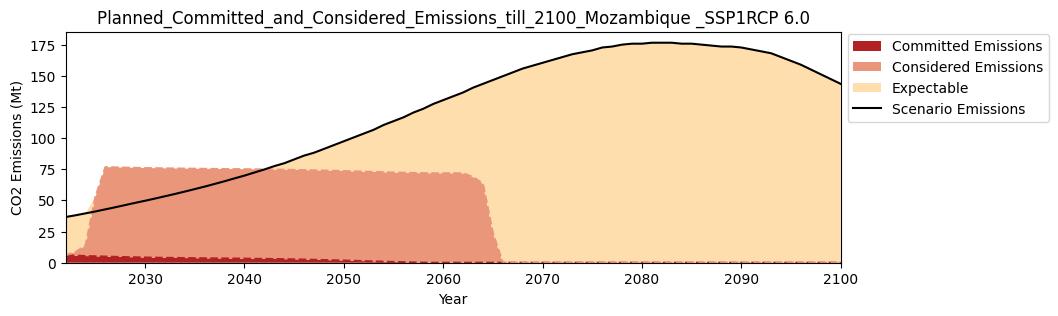 Planned_Committed_and_Considered_Emissions_till_2100_Mozambique _SSP1RCP 6.0
CO2 Emissions (Mt)
175
150
125
100
75
50
25
0
2030 2040 2050 2060 2070 2080 2090 2100
Year
Committed Emissions
Considered Emissions
Expectable
Scenario Emissions